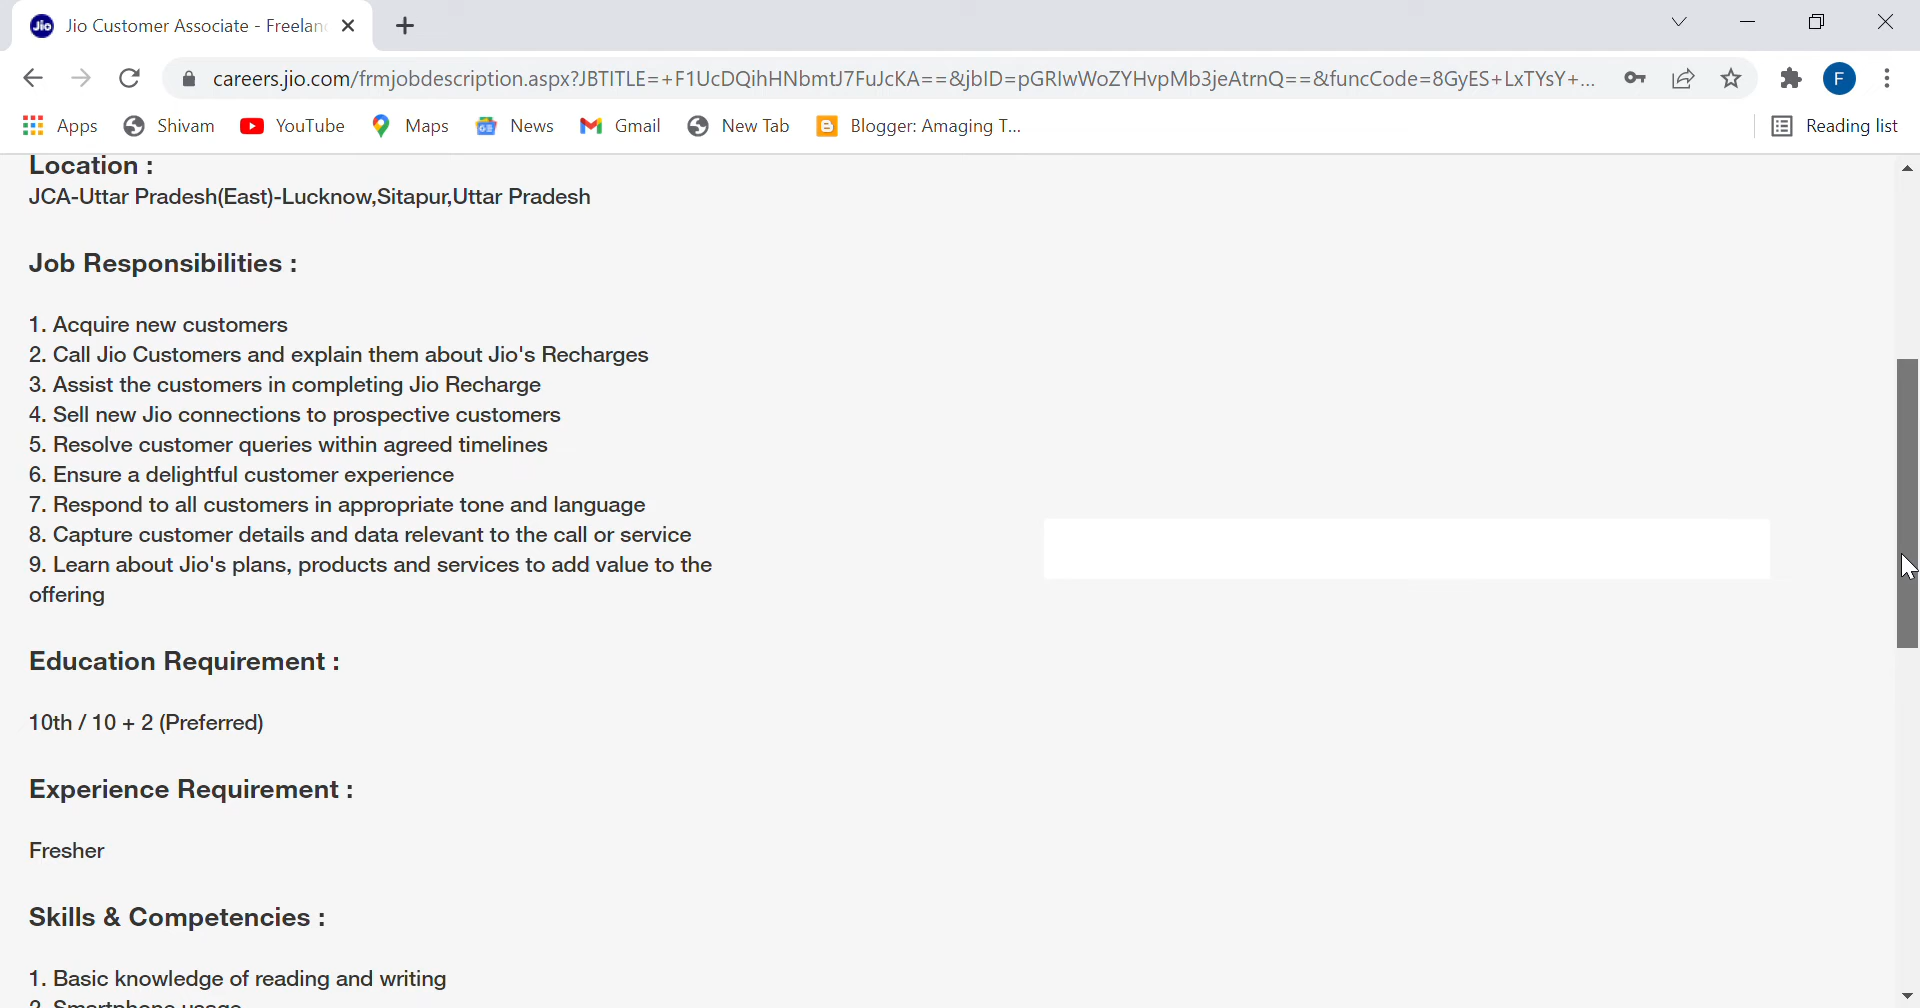 Jio Customer Associate - Freelan
careers.jio.com/frmjobdescription.aspx?JBTITLE=+F1UcDQihHNbmtJ7FuJcKA==&jbID=pGRIwWoZYHvpMb3jeAtrnQ==&funcCode=8GyES+LxTYsY+...
F
Apps Shivam YouTube Maps News Gmail New Tab Blogger: Amaging T... Reading list
Location :
JCA-Uttar Pradesh(East)-Lucknow,Sitapur,Uttar Pradesh
Job Responsibilities :
1. Acquire new customers
2. Call Jio Customers and explain them about Jio's Recharges
3. Assist the customers in completing Jio Recharge
4. Sell new Jio connections to prospective customers
5. Resolve customer queries within agreed timelines
6. Ensure a delightful customer experience
7. Respond to all customers in appropriate tone and language
8. Capture customer details and data relevant to the call or service
9. Learn about Jio's plans, products and services to add value to the
offering
Education Requirement :
10th / 10 + 2 (Preferred)
Experience Requirement :
Fresher
Skills & Competencies :
1. Basic knowledge of reading and writing
2. Smartphone usage